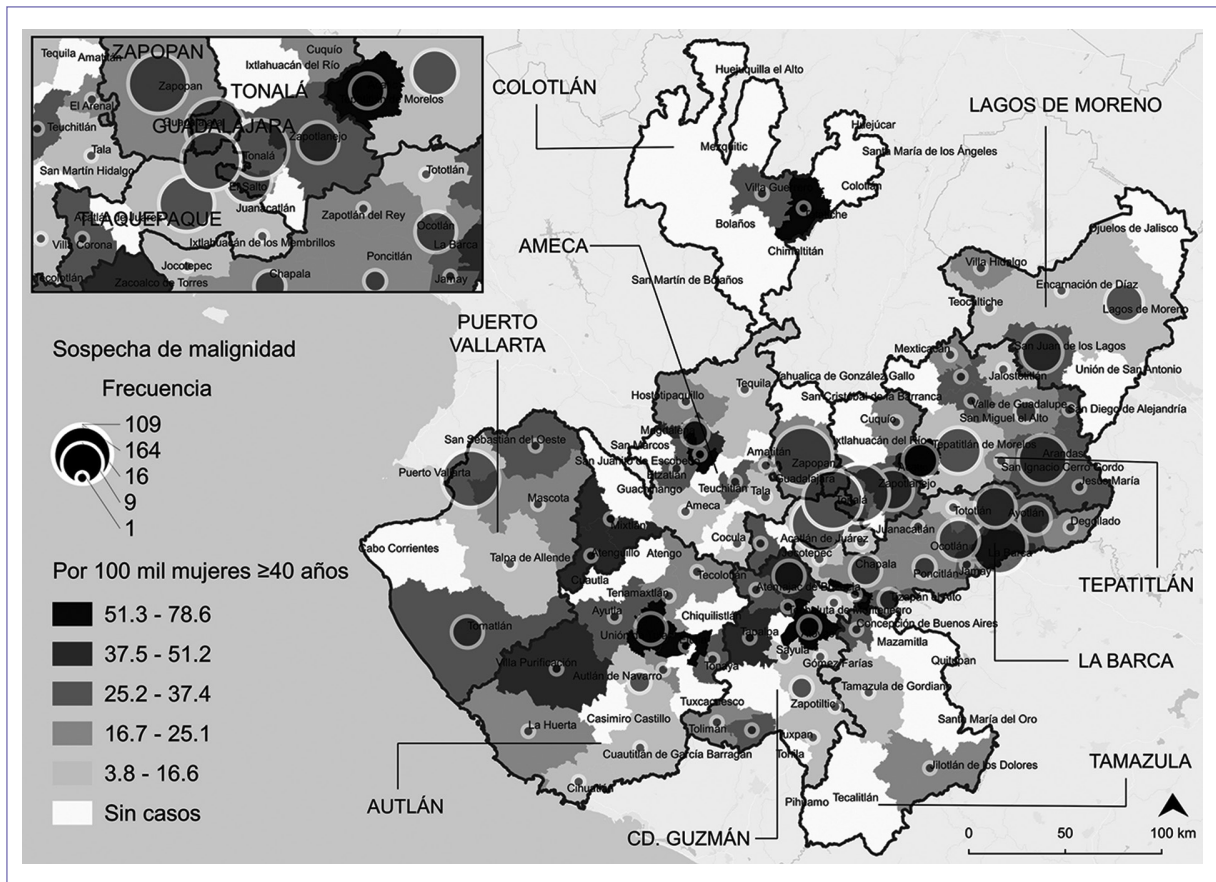 Tequila
Amatitán
ZAPOPAN
Cuquío
Ixtlahuacán del Río
Zapopan
TONALÁ
Morelos
El Arenal
Teuchitlán
GUADALAJARA
Zapotlanejo
Tala
Tonalá
San Martín Hidalgo
El Salto
Tototlán
Juanacatlán
Acatlán de Juárez
TLAQUEPAQUE
Zapotlán del Rey
Ocotlán
Villa Corona
Ixtlahuacán de los Membrillos
La Barca
Poncitlán
Jocotepec
Chapala
Zacoalco de Torres
Jamay
COLOTLÁN
Huejuquilla el Alto
Huejúcar
Mezquitic
Santa María de los Ángeles
Colotlán
Bolaños
Chimaltitán
San Martín de Bolaños
LAGOS DE MORENO
Ojuelos de Jalisco
Villa Hidalgo
Encarnación de Díaz
Teocaltiche
Lagos de Moreno
San Juan de los Lagos
Mexticacán
Jalostotitlán
Unión de San Antonio
Yahualica de González Gallo
Valle de Guadalupe
San Diego de Alejandría
San Cristóbal de la Barranca
San Miguel el Alto
Cuquío
Ixtlahuacán del Río
Tepatitlán de Morelos
Arandas
San Ignacio Cerro Gordo
Jesús María
AMECA
PUERTO
VALLARTA
Tequila
Hostotipaquillo
Magdalena
San Marcos
San Juanito de Escobedo
Etzatlán
Amatitán
Zapopan
Guadalajara
Teuchitlán
Tala
Tonalá
Zapotlanejo
Guachinango
Ameca
San Sebastián del Oeste
Puerto Vallarta
Mascota
Mixtlán
Cabo Corrientes
Talpa de Allende
Atenguillo
Atengo
Cocula
Acatlán de Juárez
Jocotepec
Juanacatlán
Tototlán
Ayotlán
Degollado
Ocotlán
La Barca
Chapala
Poncitlán
Jamay
TEPATITLÁN
Cuautla
Tecolotlán
Tenamaxtlán
Ayutla
Chiquilistlán
Concepción de Buenos Aires
Mazamitla
Tomatlán
Tapalpa
Sayula
Gómez Farías
Quitupan
LA BARCA
Villa Purificación
Autlán de Navarro
Tonaya
Tamazula de Gordiano
Tuxcacuesco
Zapotiltic
La Huerta
Casimiro Castillo
Tolimán
Tuxpan
Santa María del Oro
Cuautitlán de García Barragán
Tonila
Jilotlán de los Dolores
TAMAZULA
Cihuatlán
Pihuamo
Tecalitlán
AUTLÁN
CD. GUZMÁN
Sospecha de malignidad
Frecuencia
109
164
16
9
1
Por 100 mil mujeres ≥40 años
51.3 - 78.6
37.5 - 51.2
25.2 - 37.4
16.7 - 25.1
3.8 - 16.6
Sin casos
0 50 100 km